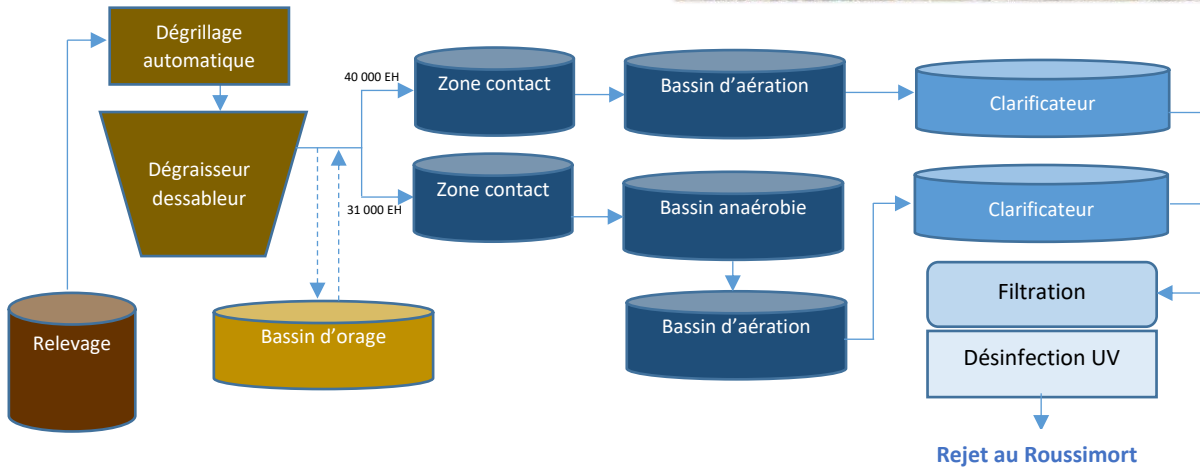 Dégrillage
automatique
Dégraisseur
dessableur
Relevage
Bassin d'orage
40 000 EH
31 000 EH
Zone contact
Bassin d'aération
Clarificateur
Zone contact
Bassin anaérobie
Clarificateur
Bassin d'aération
Filtration
Désinfection UV
Rejet au Roussimort